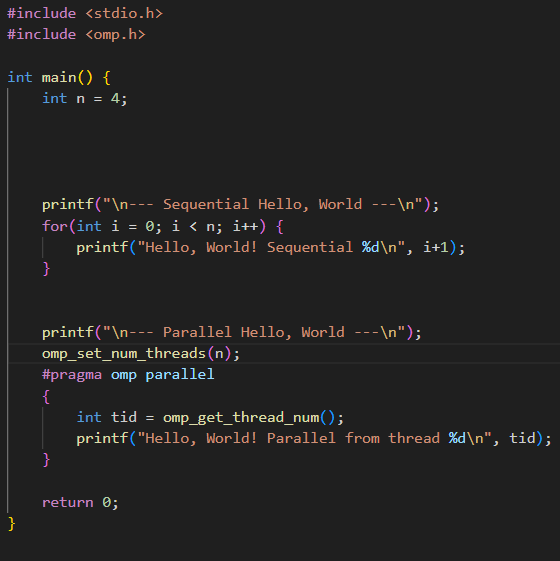 #include <stdio.h>
#include <omp.h>
int main() {
    int n = 4;
    printf("\n--- Sequential Hello, World ---\n");
    for(int i = 0; i < n; i++) {
        printf("Hello, World! Sequential %d\n", i+1);
    }
    printf("\n--- Parallel Hello, World ---\n");
    omp_set_num_threads(n);
    #pragma omp parallel
    {
        int tid = omp_get_thread_num();
        printf("Hello, World! Parallel from thread %d\n", tid);
    }
    return 0;
}